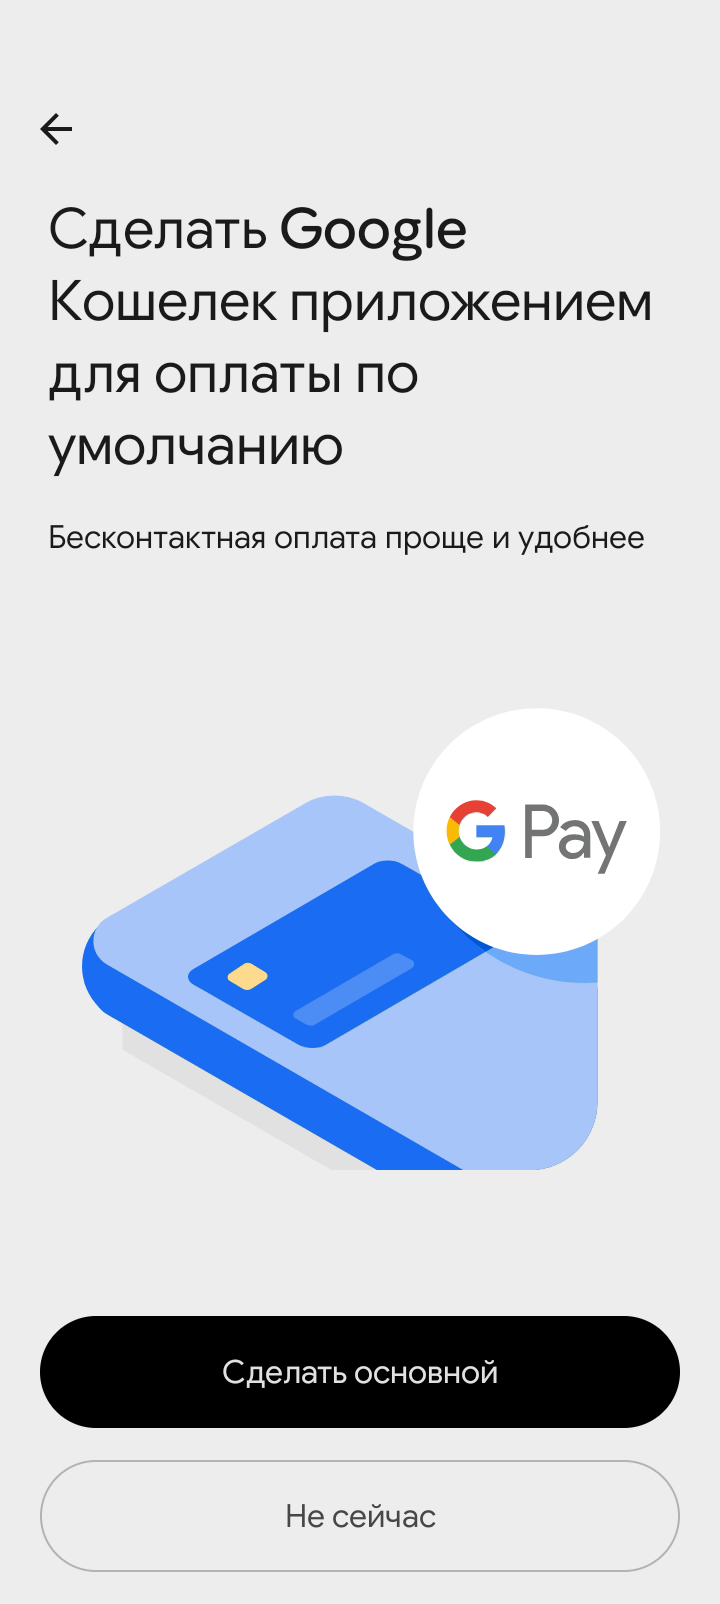 Сделать Google
Кошелек приложением
для оплаты по
умолчанию
Бесконтактная оплата проще и удобнее
G Pay
Сделать основной
Не сейчас